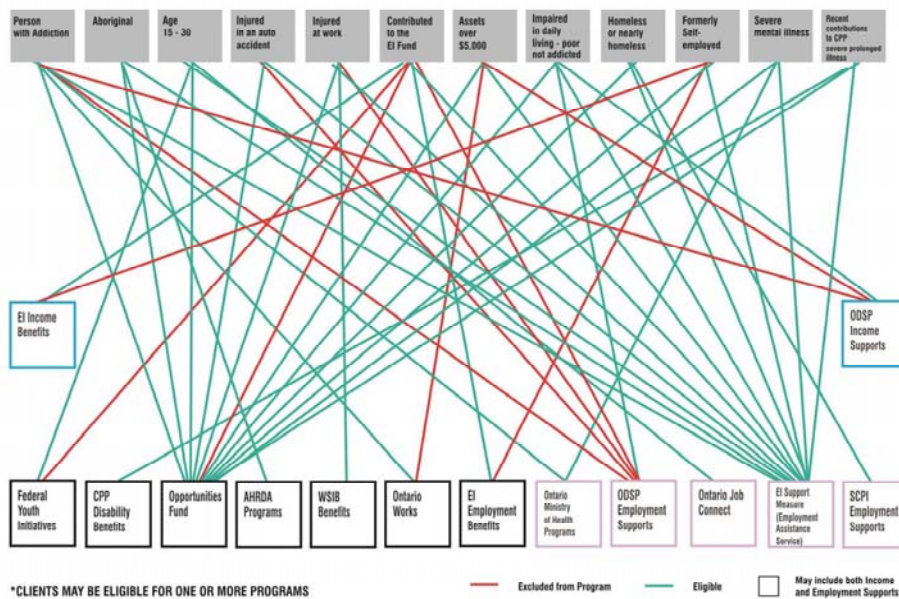 Person
with Addiction
Aboriginal
Age
15 - 30
Injured
in an auto
accident
Injured
at work
Contributed
to the
EI Fund
Assets
over
$5,000
Impaired
in daily
living - poor
not addicted
Homeless
or nearly
homeless
Formerly
Self-
employed
Severe
mental illness
Recent
contributions
to CPP
severe prolonged
illness
EI Income
Benefits
ODSP
Income
Supports
Federal
Youth
Initiatives
CPP
Disability
Benefits
Opportunities
Fund
AHRDA
Programs
WSIB
Benefits
Ontario
Works
EI
Employment
Benefits
Ontario
Ministry
of Health
Programs
ODSP
Employment
Supports
Ontario Job
Connect
EI Support
Measure
(Employment
Assistance
Service)
SCPI
Employment
Supports
*CLIENTS MAY BE ELIGIBLE FOR ONE OR MORE PROGRAMS
Excluded from Program
Eligible
May include both Income
and Employment Supports